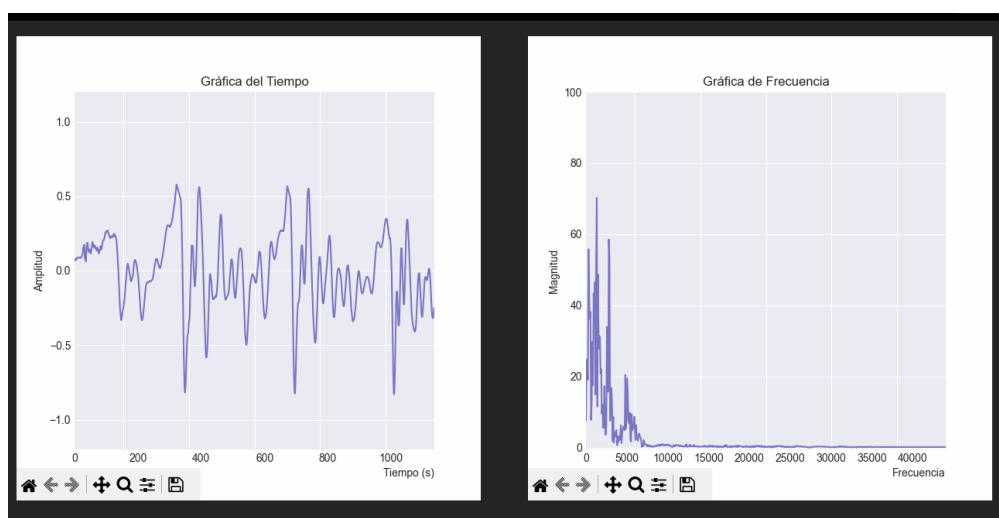 Gráfica del Tiempo
1.0
0.5
0.0
−0.5
−1.0
Amplitud
0 200 400 600 800 1000
Tiempo (s)
Gráfica de Frecuencia
100
80
60
40
20
0
Magnitud
0 5000 10000 15000 20000 25000 30000 35000 40000
Frecuencia